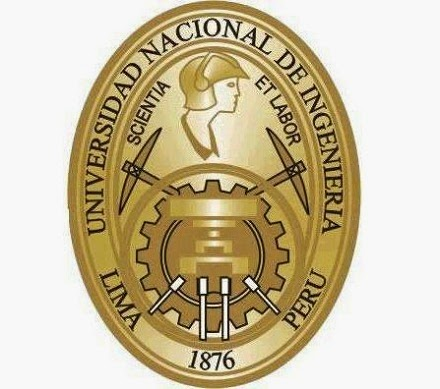 UNIVERSIDAD NACIONAL DE INGENIERIA
SCIENTIA
ET LABOR
LIMA
1876
PERU